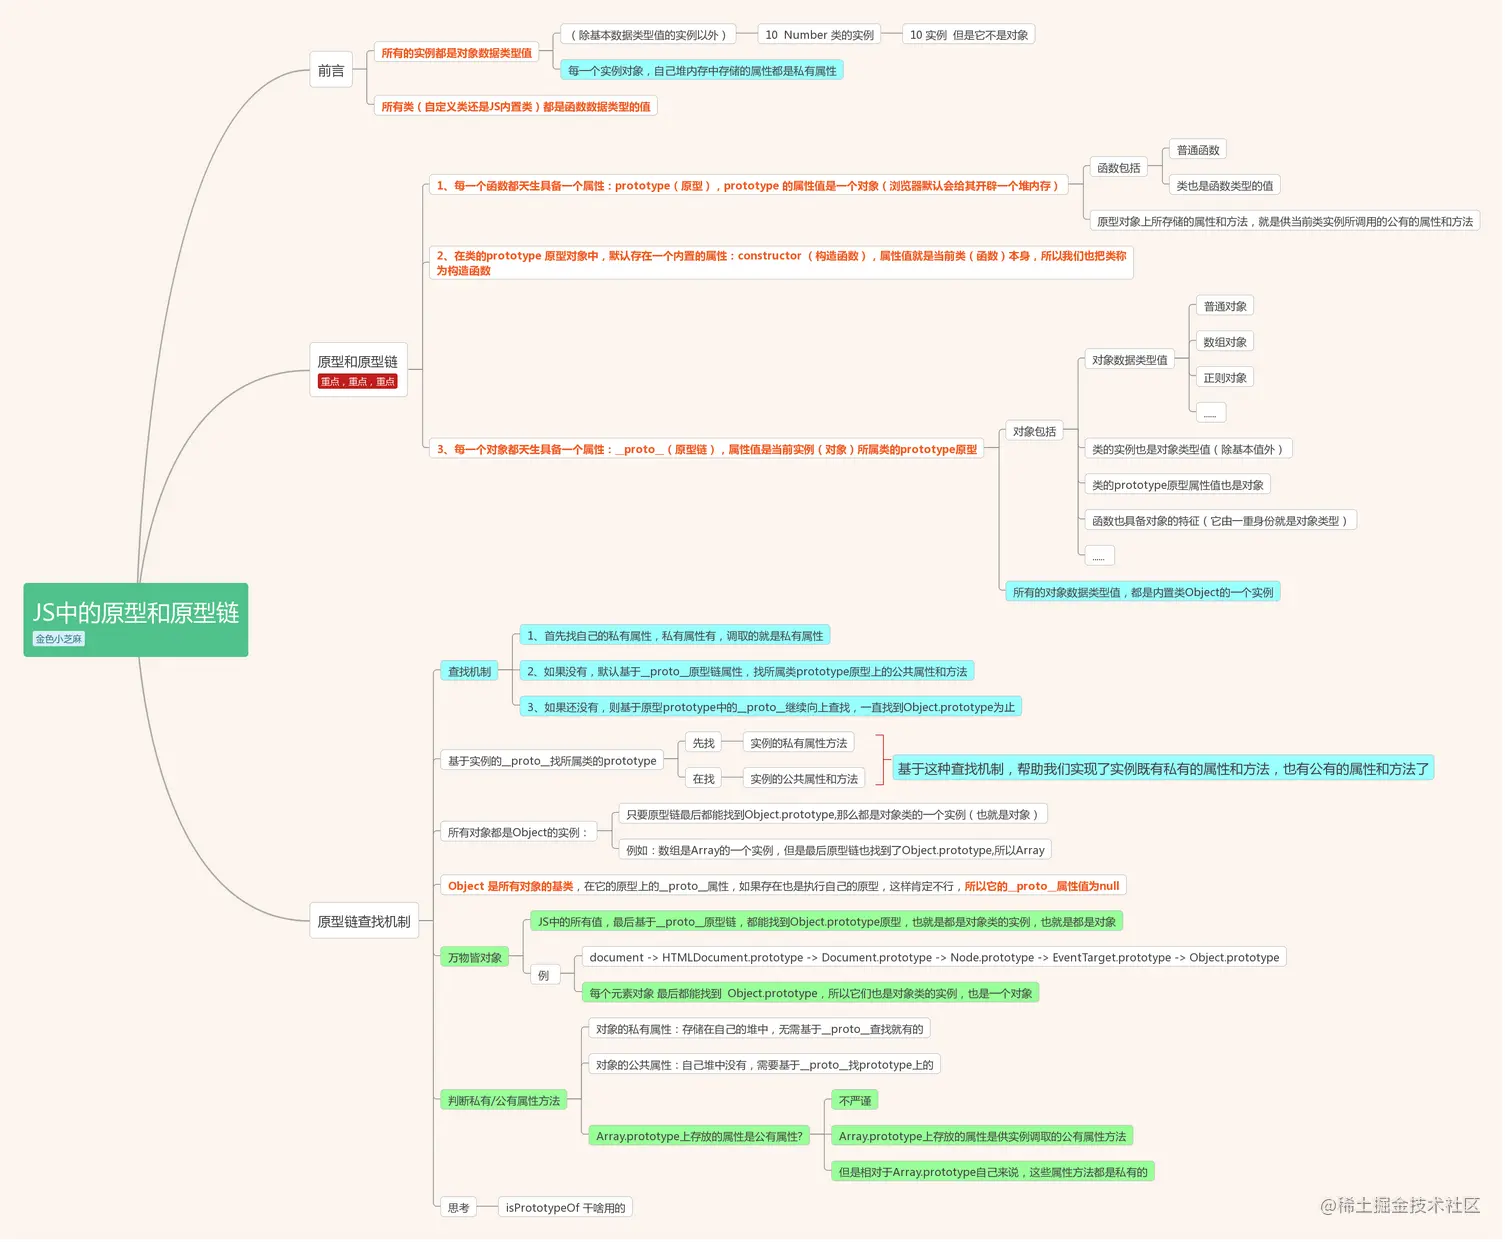 JS中的原型和原型链
金色小芝麻
前言
所有的实例都是对象数据类型值
（除基本数据类型值的实例以外）
10  Number 类的实例
10 实例  但是它不是对象
每一个实例对象，自己堆内存中存储的属性都是私有属性
所有类（自定义类还是JS内置类）都是函数数据类型的值
原型和原型链
重点，重点，重点
1、每一个函数都天生具备一个属性：prototype（原型），prototype 的属性值是一个对象（浏览器默认会给其开辟一个堆内存）
函数包括
普通函数
类也是函数类型的值
原型对象上所存储的属性和方法，就是供当前类实例所调用的公有的属性和方法
2、在类的prototype 原型对象中，默认存在一个内置的属性：constructor （构造函数），属性值就是当前类（函数）本身，所以我们也把类称
为构造函数
3、每一个对象都天生具备一个属性：__proto__（原型链），属性值是当前实例（对象）所属类的prototype原型
对象包括
对象数据类型值
普通对象
数组对象
正则对象
......
类的实例也是对象类型值（除基本值外）
类的prototype原型属性值也是对象
函数也具备对象的特征（它由一重身份就是对象类型）
......
所有的对象数据类型值，都是内置类Object的一个实例
原型链查找机制
查找机制
1、首先找自己的私有属性，私有属性有，调取的就是私有属性
2、如果没有，默认基于__proto__原型链属性，找所属类prototype原型上的公共属性和方法
3、如果还没有，则基于原型prototype中的__proto__继续向上查找，一直找到Object.prototype为止
基于实例的__proto__找所属类的prototype
先找
实例的私有属性方法
在找
实例的公共属性和方法
基于这种查找机制，帮助我们实现了实例既有私有的属性和方法，也有公有的属性和方法了
所有对象都是Object的实例：
只要原型链最后都能找到Object.prototype,那么都是对象类的一个实例（也就是对象）
例如：数组是Array的一个实例，但是最后原型链也找到了Object.prototype,所以Array
Object 是所有对象的基类，在它的原型上的__proto__属性，如果存在也是执行自己的原型，这样肯定不行，所以它的__proto__属性值为null
万物皆对象
JS中的所有值，最后基于__proto__原型链，都能找到Object.prototype原型，也就是都是对象类的实例，也就是都是对象
例
document -> HTMLDocument.prototype -> Document.prototype -> Node.prototype -> EventTarget.prototype -> Object.prototype
每个元素对象 最后都能找到  Object.prototype，所以它们也是对象类的实例，也是一个对象
判断私有/公有属性方法
对象的私有属性：存储在自己的堆中，无需基于__proto__查找就有的
对象的公共属性：自己堆中没有，需要基于__proto__找prototype上的
Array.prototype上存放的属性是公有属性?
不严谨
Array.prototype上存放的属性是供实例调取的公有属性方法
但是相对于Array.prototype自己来说，这些属性方法都是私有的
思考
isPrototypeOf 干啥用的
@稀土掘金技术社区